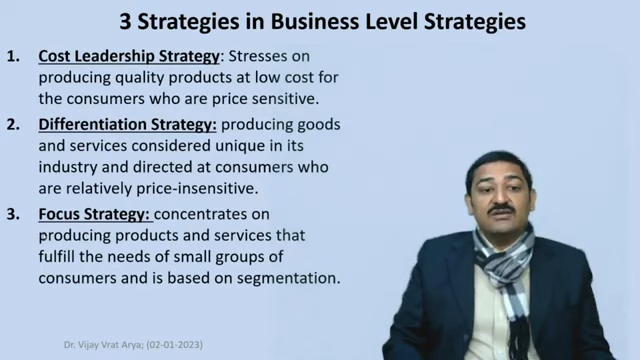 3 Strategies in Business Level Strategies
1. Cost Leadership Strategy: Stresses on
producing quality products at low cost for
the consumers who are price sensitive.
2. Differentiation Strategy: producing goods
and services considered unique in its
industry and directed at consumers who
are relatively price-insensitive.
3. Focus Strategy: concentrates on
producing products and services that
fulfill the needs of small groups of
consumers and is based on segmentation.
Dr. Vijay Vrat Arya; (02-01-2023)